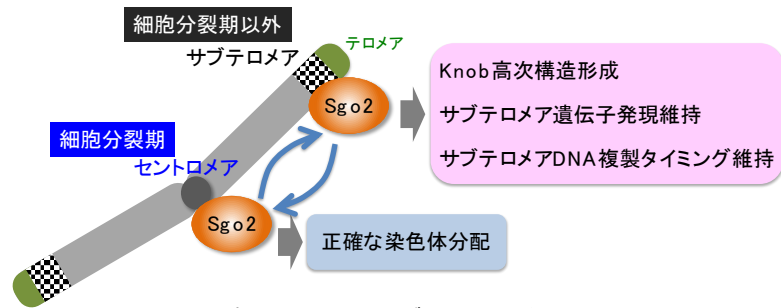 細胞分裂期以外
サブテロメア
テロメア
Sgo2
Knob高次構造形成
サブテロメア遺伝子発現維持
サブテロメアDNA複製タイミング維持
細胞分裂期
セントロメア
Sgo2
正確な染色体分配